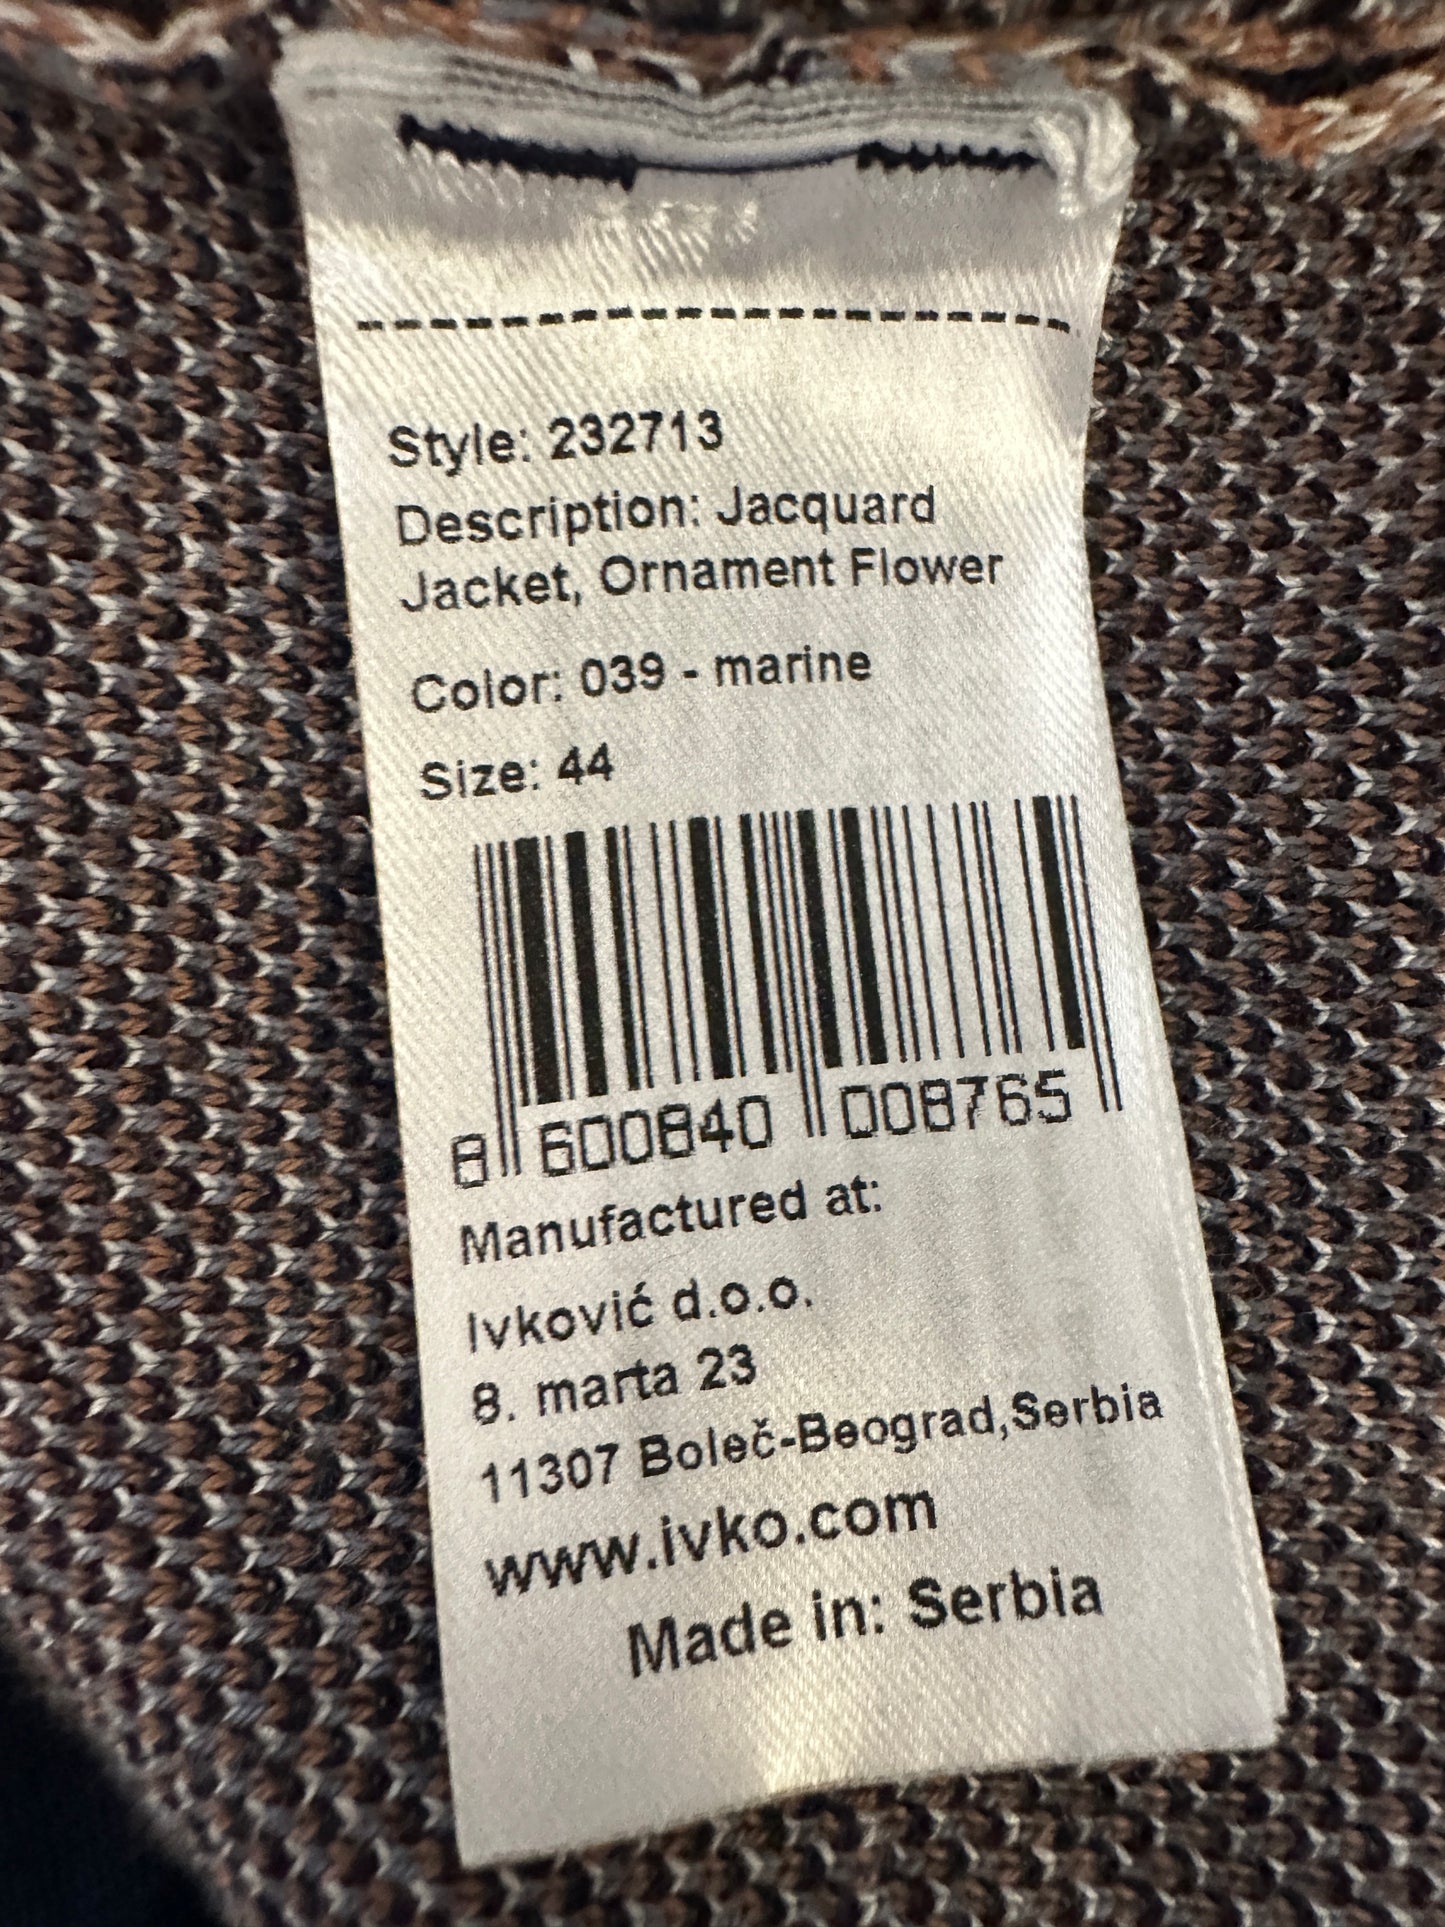 Style: 232713
Description: Jacquard
Jacket, Ornament Flower
Color: 039 - marine
Size: 44
8 600840 008765
Manufactured at:
Ivković d.o.o.
8. marta 23
11307 Boleč-Beograd,Serbia
www.ivko.com
Made in: Serbia